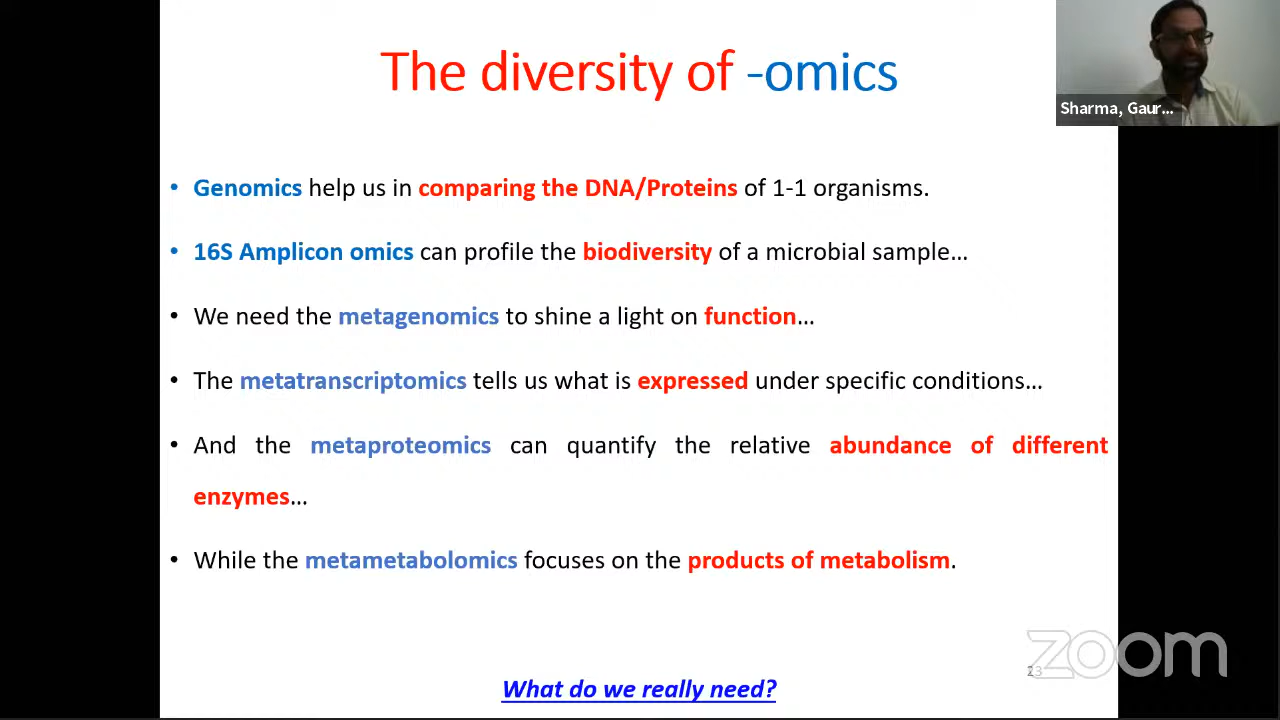 The diversity of -omics
Sharma, Gaur...
• Genomics help us in comparing the DNA/Proteins of 1-1 organisms.
• 16S Amplicon omics can profile the biodiversity of a microbial sample…
• We need the metagenomics to shine a light on function…
• The metatranscriptomics tells us what is expressed under specific conditions…
• And the metaproteomics can quantify the relative abundance of different
enzymes…
• While the metametabolomics focuses on the products of metabolism.
zoom
23
What do we really need?